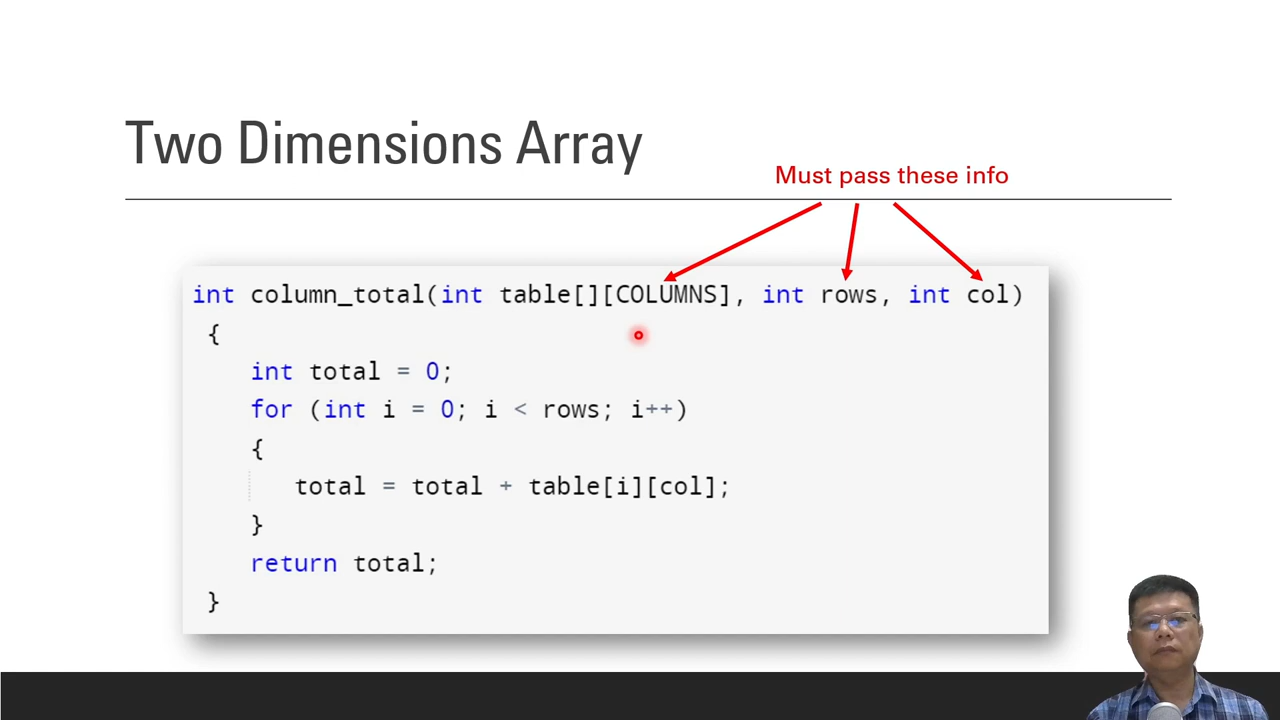 Two Dimensions Array
Must pass these info
int column_total(int table[][COLUMNS], int rows, int col)
{
int total = 0;
for (int i = 0; i < rows; i++)
{
total = total + table[i][col];
}
return total;
}